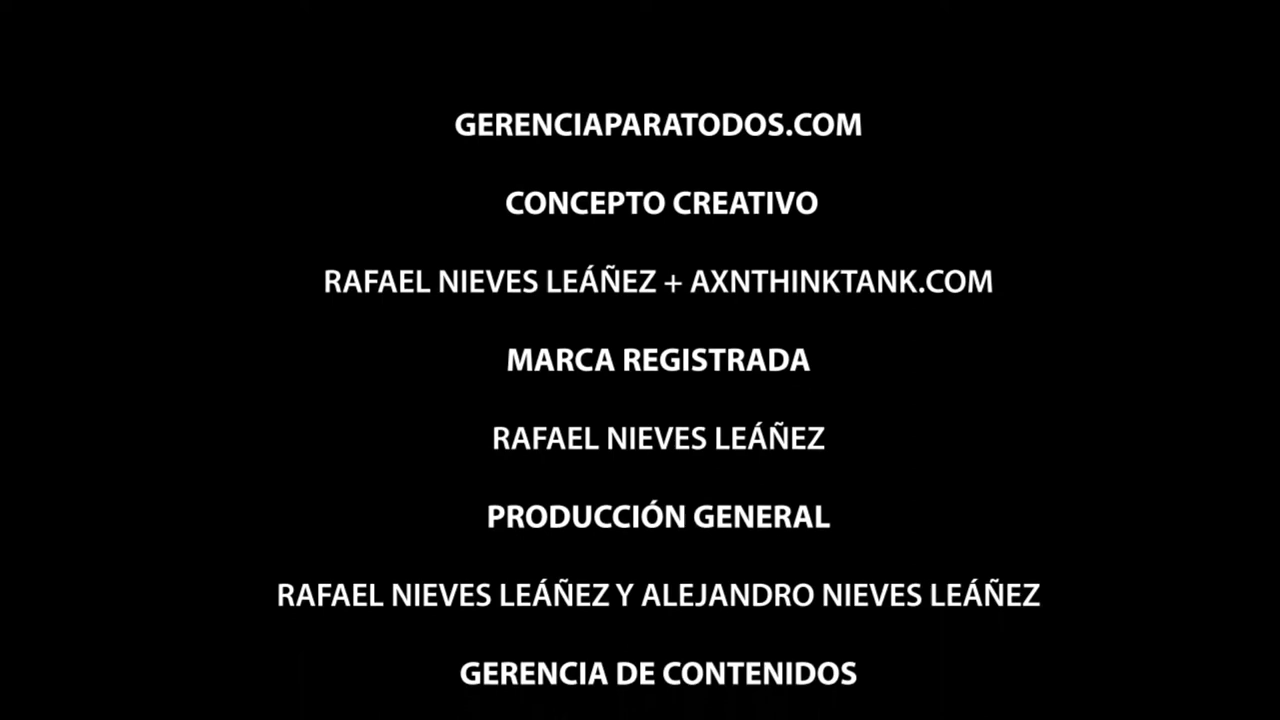 GERENCIAPARATODOS.COM
CONCEPTO CREATIVO
RAFAEL NIEVES LEÁÑEZ + AXNTHINKTANK.COM
MARCA REGISTRADA
RAFAEL NIEVES LEÁÑEZ
PRODUCCIÓN GENERAL
RAFAEL NIEVES LEÁÑEZ Y ALEJANDRO NIEVES LEÁÑEZ
GERENCIA DE CONTENIDOS